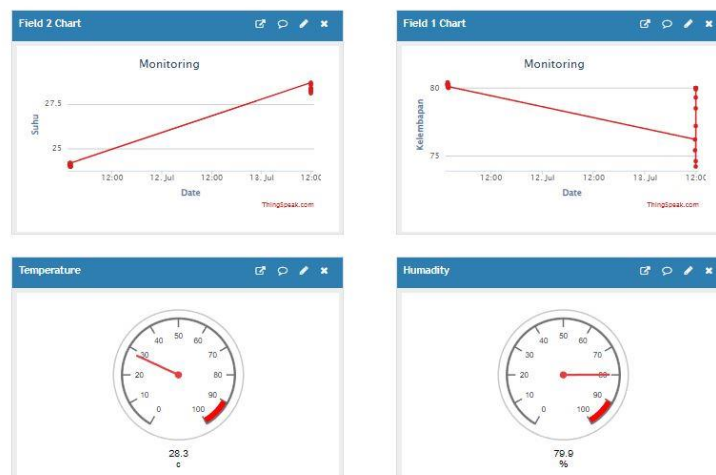 Field 2 Chart
Monitoring
27.5
25
Suhu
12:00 12. Jul 12:00 13. Jul 12:00
Date
ThingSpeak.com
Field 1 Chart
Monitoring
80
75
Kelembapan
12:00 12. Jul 12:00 13. Jul 12:00
Date
ThingSpeak.com
Temperature
0 10 20 30 40 50 60 70 80 90 100
28.3
c
Humadity
0 10 20 30 40 50 60 70 80 90 100
79.9
%